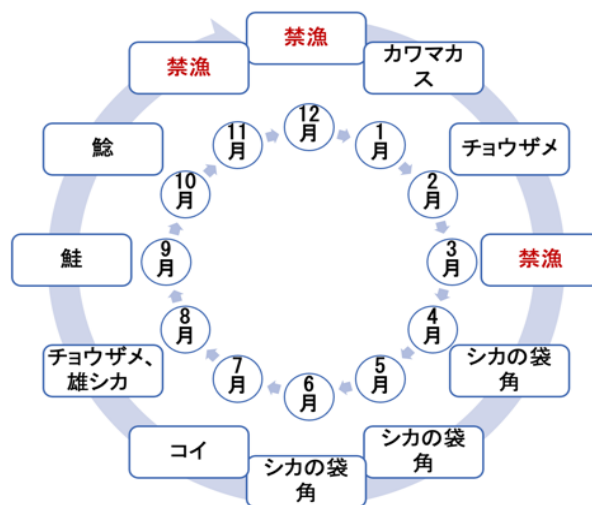 禁漁
カワマカ
ス
チョウザメ
禁漁
シカの袋
角
シカの袋
角
シカの袋
角
コイ
チョウザメ、
雄シカ
鮭
鯰
禁漁
12
月
1
月
2
月
3
月
4
月
5
月
6
月
7
月
8
月
9
月
10
月
11
月